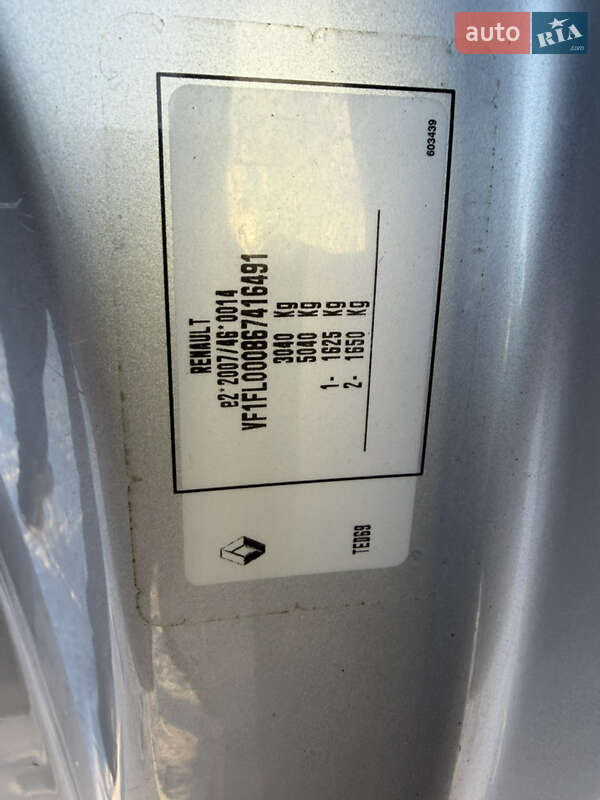 auto RIA.com
603439
RENAULT
e2*2007/46*0014
VF1FL000867416491
3040 Kg
5040 Kg
1- 1625 Kg
2- 1650 Kg
TED69